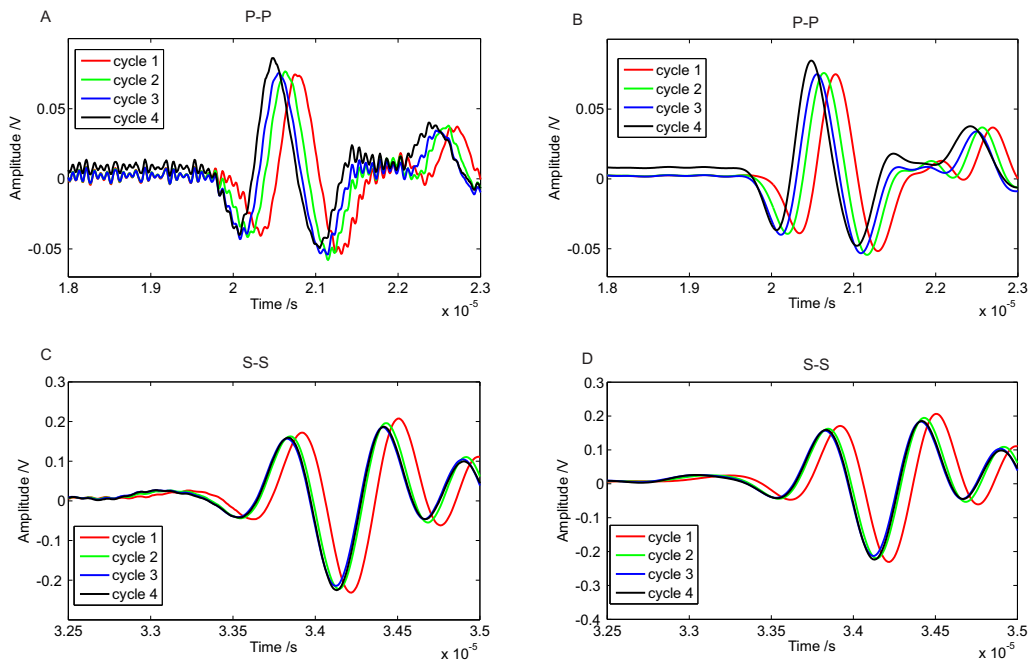 A
P-P
Amplitude /V
0.05
0
-0.05
cycle 1
cycle 2
cycle 3
cycle 4
1.8
1.9
2
2.1
2.2
2.3
Time /s
x 10⁻⁵
B
P-P
Amplitude /V
0.05
0
-0.05
cycle 1
cycle 2
cycle 3
cycle 4
1.8
1.9
2
2.1
2.2
2.3
Time /s
x 10⁻⁵
C
S-S
Amplitude /V
0.3
0.2
0.1
0
-0.1
-0.2
cycle 1
cycle 2
cycle 3
cycle 4
3.25
3.3
3.35
3.4
3.45
3.5
Time /s
x 10⁻⁵
D
S-S
Amplitude /V
0.3
0.2
0.1
0
-0.1
-0.2
-0.3
-0.4
cycle 1
cycle 2
cycle 3
cycle 4
3.25
3.3
3.35
3.4
3.45
3.5
Time /s
x 10⁻⁵